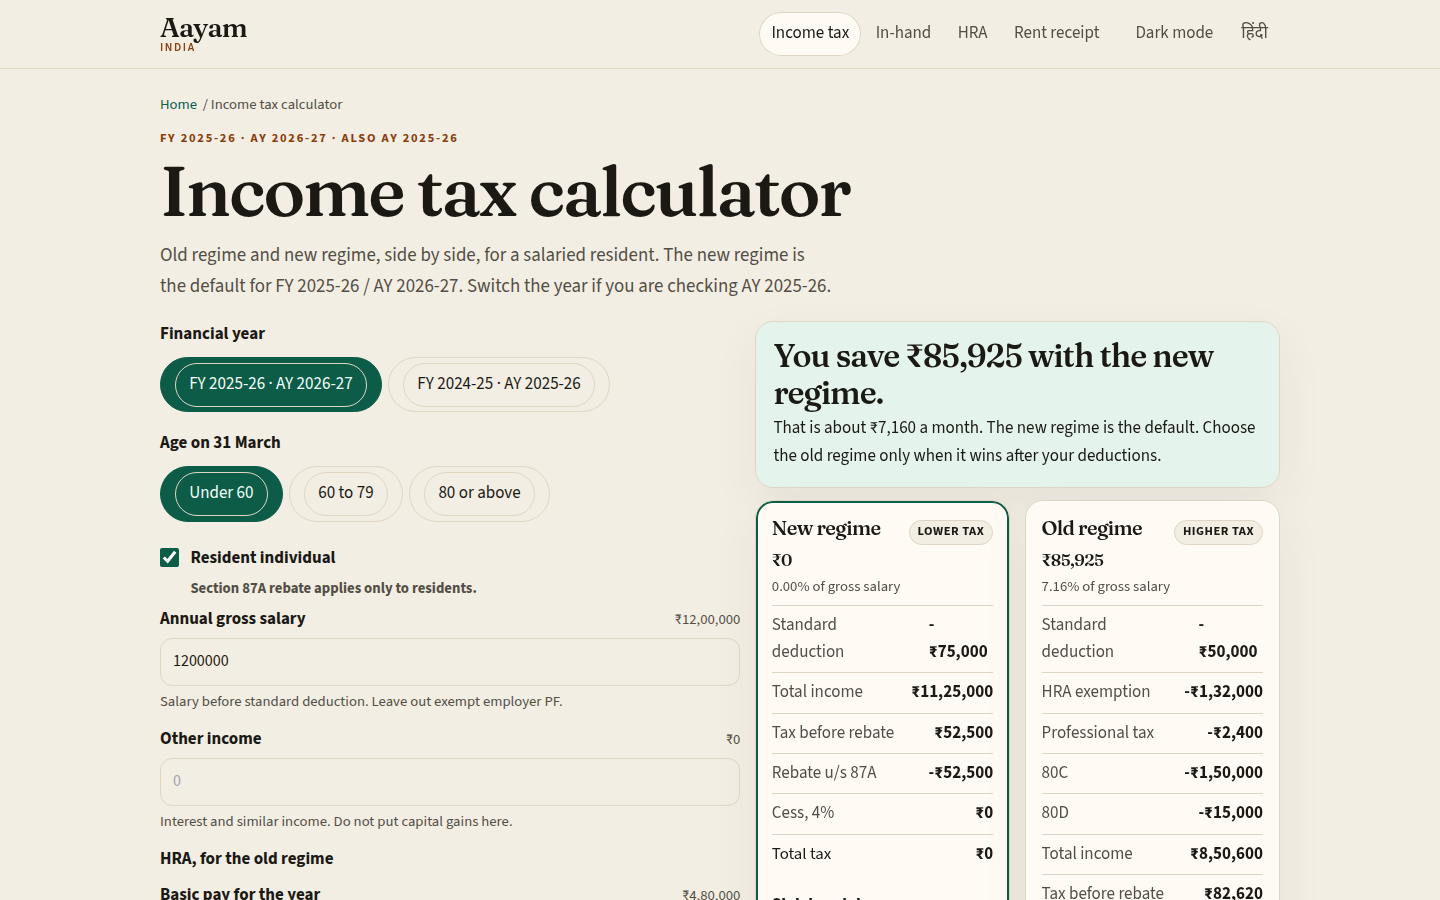 Aayam
INDIA
Income tax
In-hand
HRA
Rent receipt
Dark mode
हिंदी
Home / Income tax calculator
FY 2025-26 · AY 2026-27 · ALSO AY 2025-26
Income tax calculator
Old regime and new regime, side by side, for a salaried resident. The new regime is
the default for FY 2025-26 / AY 2026-27. Switch the year if you are checking AY 2025-26.
Financial year
FY 2025-26 · AY 2026-27
FY 2024-25 · AY 2025-26
Age on 31 March
Under 60
60 to 79
80 or above
Resident individual
Section 87A rebate applies only to residents.
Annual gross salary ₹12,00,000
1200000
Salary before standard deduction. Leave out exempt employer PF.
Other income ₹0
0
Interest and similar income. Do not put capital gains here.
HRA, for the old regime
Basic pay for the year ₹4,80,000
You save ₹85,925 with the new
regime.
That is about ₹7,160 a month. The new regime is the default. Choose
the old regime only when it wins after your deductions.
New regime LOWER TAX
₹0
0.00% of gross salary
Standard -
deduction ₹75,000
Total income ₹11,25,000
Tax before rebate ₹52,500
Rebate u/s 87A -₹52,500
Cess, 4% ₹0
Total tax ₹0
Old regime HIGHER TAX
₹85,925
7.16% of gross salary
Standard -
deduction ₹50,000
HRA exemption -₹1,32,000
Professional tax -₹2,400
80C -₹1,50,000
80D -₹15,000
Total income ₹8,50,600
Tax before rebate ₹82,620